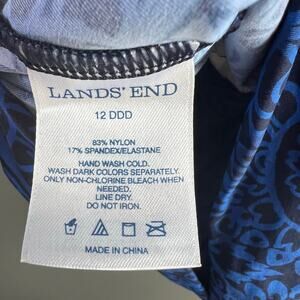 LANDS' END
12 DDD
83% NYLON
17% SPANDEX/ELASTANE
HAND WASH COLD.
WASH DARK COLORS SEPARATELY.
ONLY NON-CHLORINE BLEACH WHEN
NEEDED.
LINE DRY.
DO NOT IRON.
MADE IN CHINA